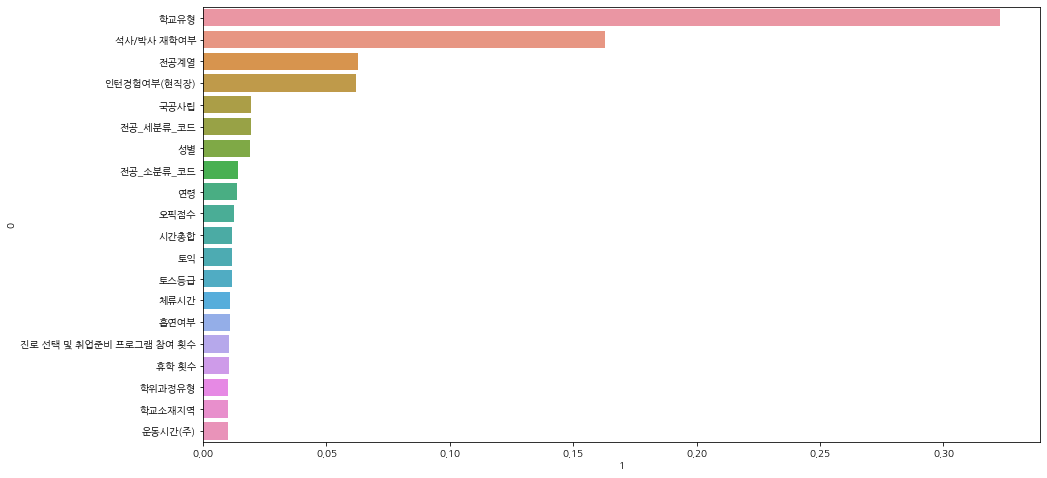 학교유형
석사/박사 재학여부
전공계열
인턴경험여부(현직장)
국공사립
전공_세분류_코드
성별
전공_소분류_코드
연령
오픽점수
시간총합
토익
토스등급
체류시간
흡연여부
진로 선택 및 취업준비 프로그램 참여 횟수
휴학 횟수
학위과정유형
학교소재지역
운동시간(주)
0
0,00 0,05 0,10 0,15 0,20 0,25 0,30
1